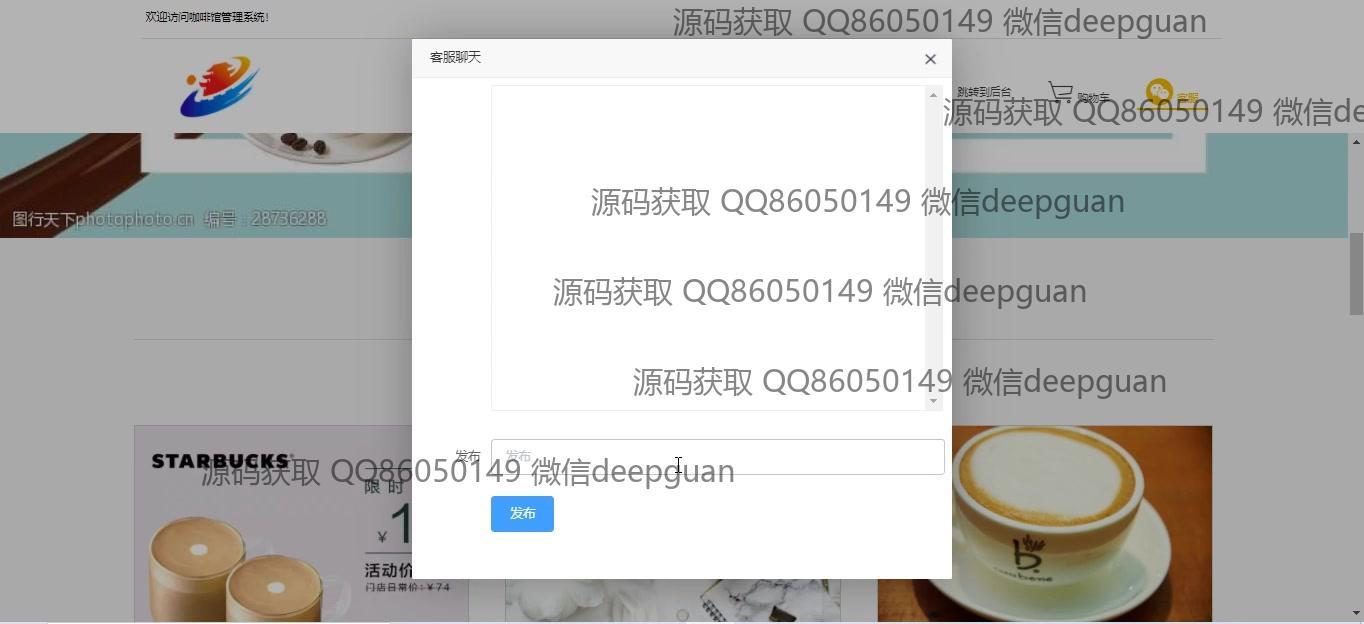 欢迎访问咖啡馆管理系统!
源码获取 QQ86050149 微信deepguan
客服聊天
×
跳转到后台
购物车
客服
源码获取 QQ86050149 微信de
源码获取 QQ86050149 微信deepguan
图行天下photophoto.cn 编号:28736288
源码获取 QQ86050149 微信deepguan
源码获取 QQ86050149 微信deepguan
发布
发布
STARBUCKS
源码获取 QQ86050149 微信deepguan
限时
¥1
发布
活动价
门店日常价:¥74
b